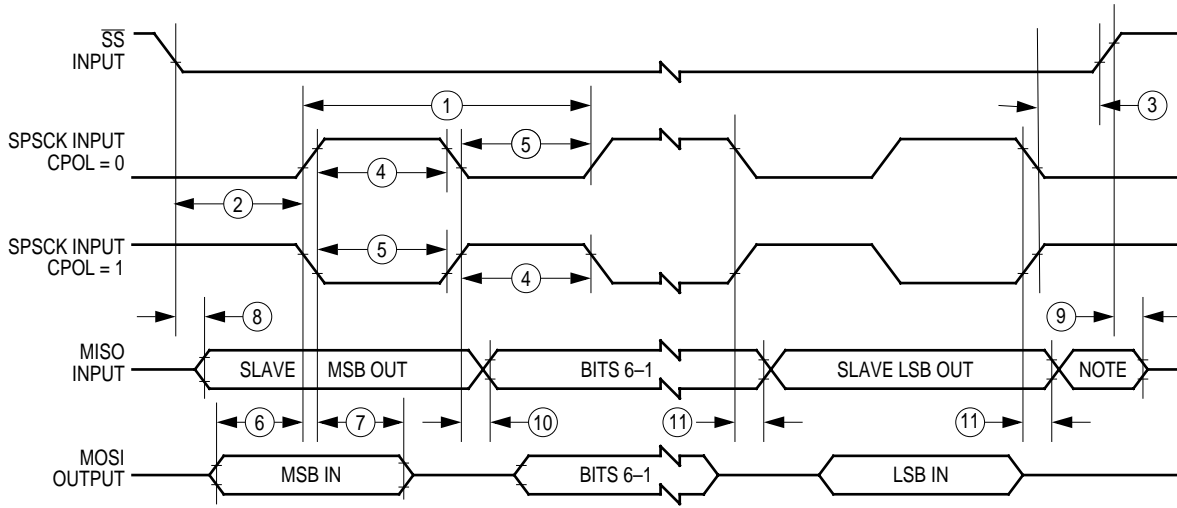 SS
INPUT
1
3
SPSCK INPUT
CPOL = 0
5
4
2
SPSCK INPUT
CPOL = 1
5
4
8
9
MISO
INPUT
SLAVE MSB OUT
BITS 6–1
SLAVE LSB OUT
NOTE
6
7
10
11
11
MOSI
OUTPUT
MSB IN
BITS 6–1
LSB IN